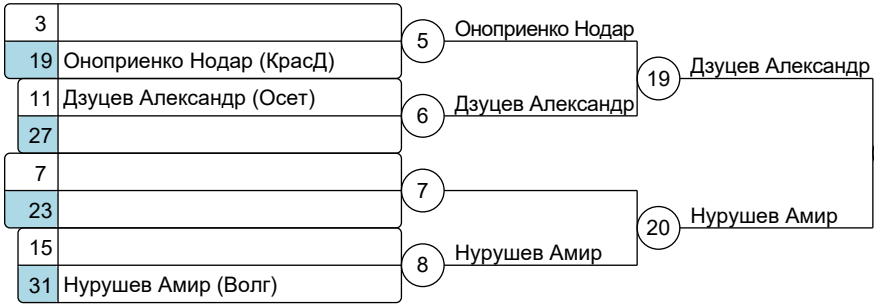 3
5
Оноприенко Нодар
19 Оноприенко Нодар (КрасД)
19
Дзуцев Александр
11 Дзуцев Александр (Осет)
6
Дзуцев Александр
27
7
7
23
20
Нурушев Амир
15
8
Нурушев Амир
31 Нурушев Амир (Волг)